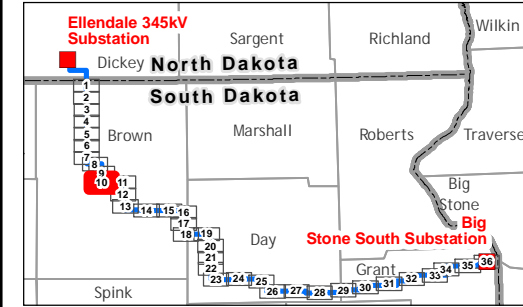 Ellendale 345kV
Substation
Wilkin
Sargent
Richland
Dickey
North Dakota
South Dakota
1
2
3
4
5
6
7
8
9
10
11
12
13
14
15
16
17
18
19
20
21
22
23
24
25
26
27
28
29
30
31
32
33
34
35
36
Brown
Marshall
Roberts
Traverse
Big
Stone
Big
Stone South Substation
Day
Grant
Spink